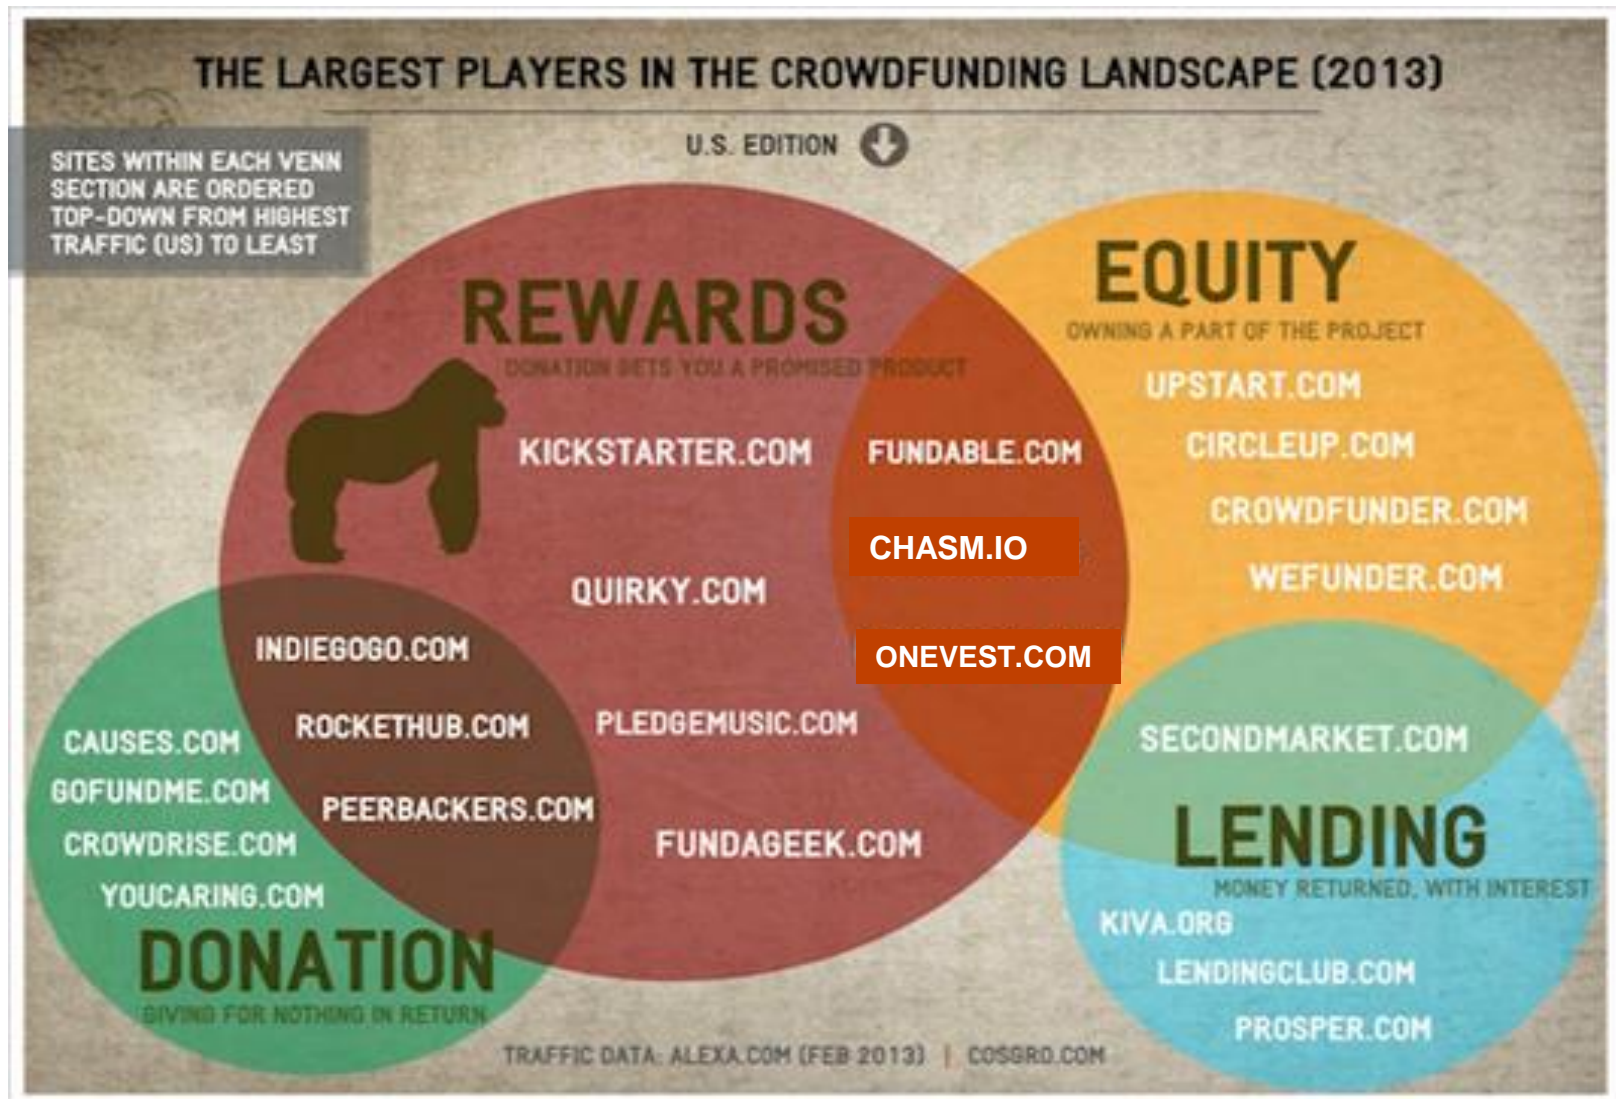 THE LARGEST PLAYERS IN THE CROWDFUNDING LANDSCAPE (2013)
U.S. EDITION
SITES WITHIN EACH VENN
SECTION ARE ORDERED
TOP-DOWN FROM HIGHEST
TRAFFIC (US) TO LEAST
REWARDS
DONATION GETS YOU A PROMISED PRODUCT
KICKSTARTER.COM
QUIRKY.COM
PLEDGEMUSIC.COM
FUNDAGEEK.COM
FUNDABLE.COM
CHASM.IO
ONEVEST.COM
EQUITY
OWNING A PART OF THE PROJECT
UPSTART.COM
CIRCLEUP.COM
CROWDFUNDER.COM
WEFUNDER.COM
SECONDMARKET.COM
LENDING
MONEY RETURNED, WITH INTEREST
KIVA.ORG
LENDINGCLUB.COM
PROSPER.COM
INDIEGOGO.COM
ROCKETHUB.COM
PEERBACKERS.COM
CAUSES.COM
GOFUNDME.COM
CROWDRISE.COM
YOUCARING.COM
DONATION
GIVING FOR NOTHING IN RETURN
TRAFFIC DATA: ALEXA.COM (FEB 2013) | COSGRD.COM